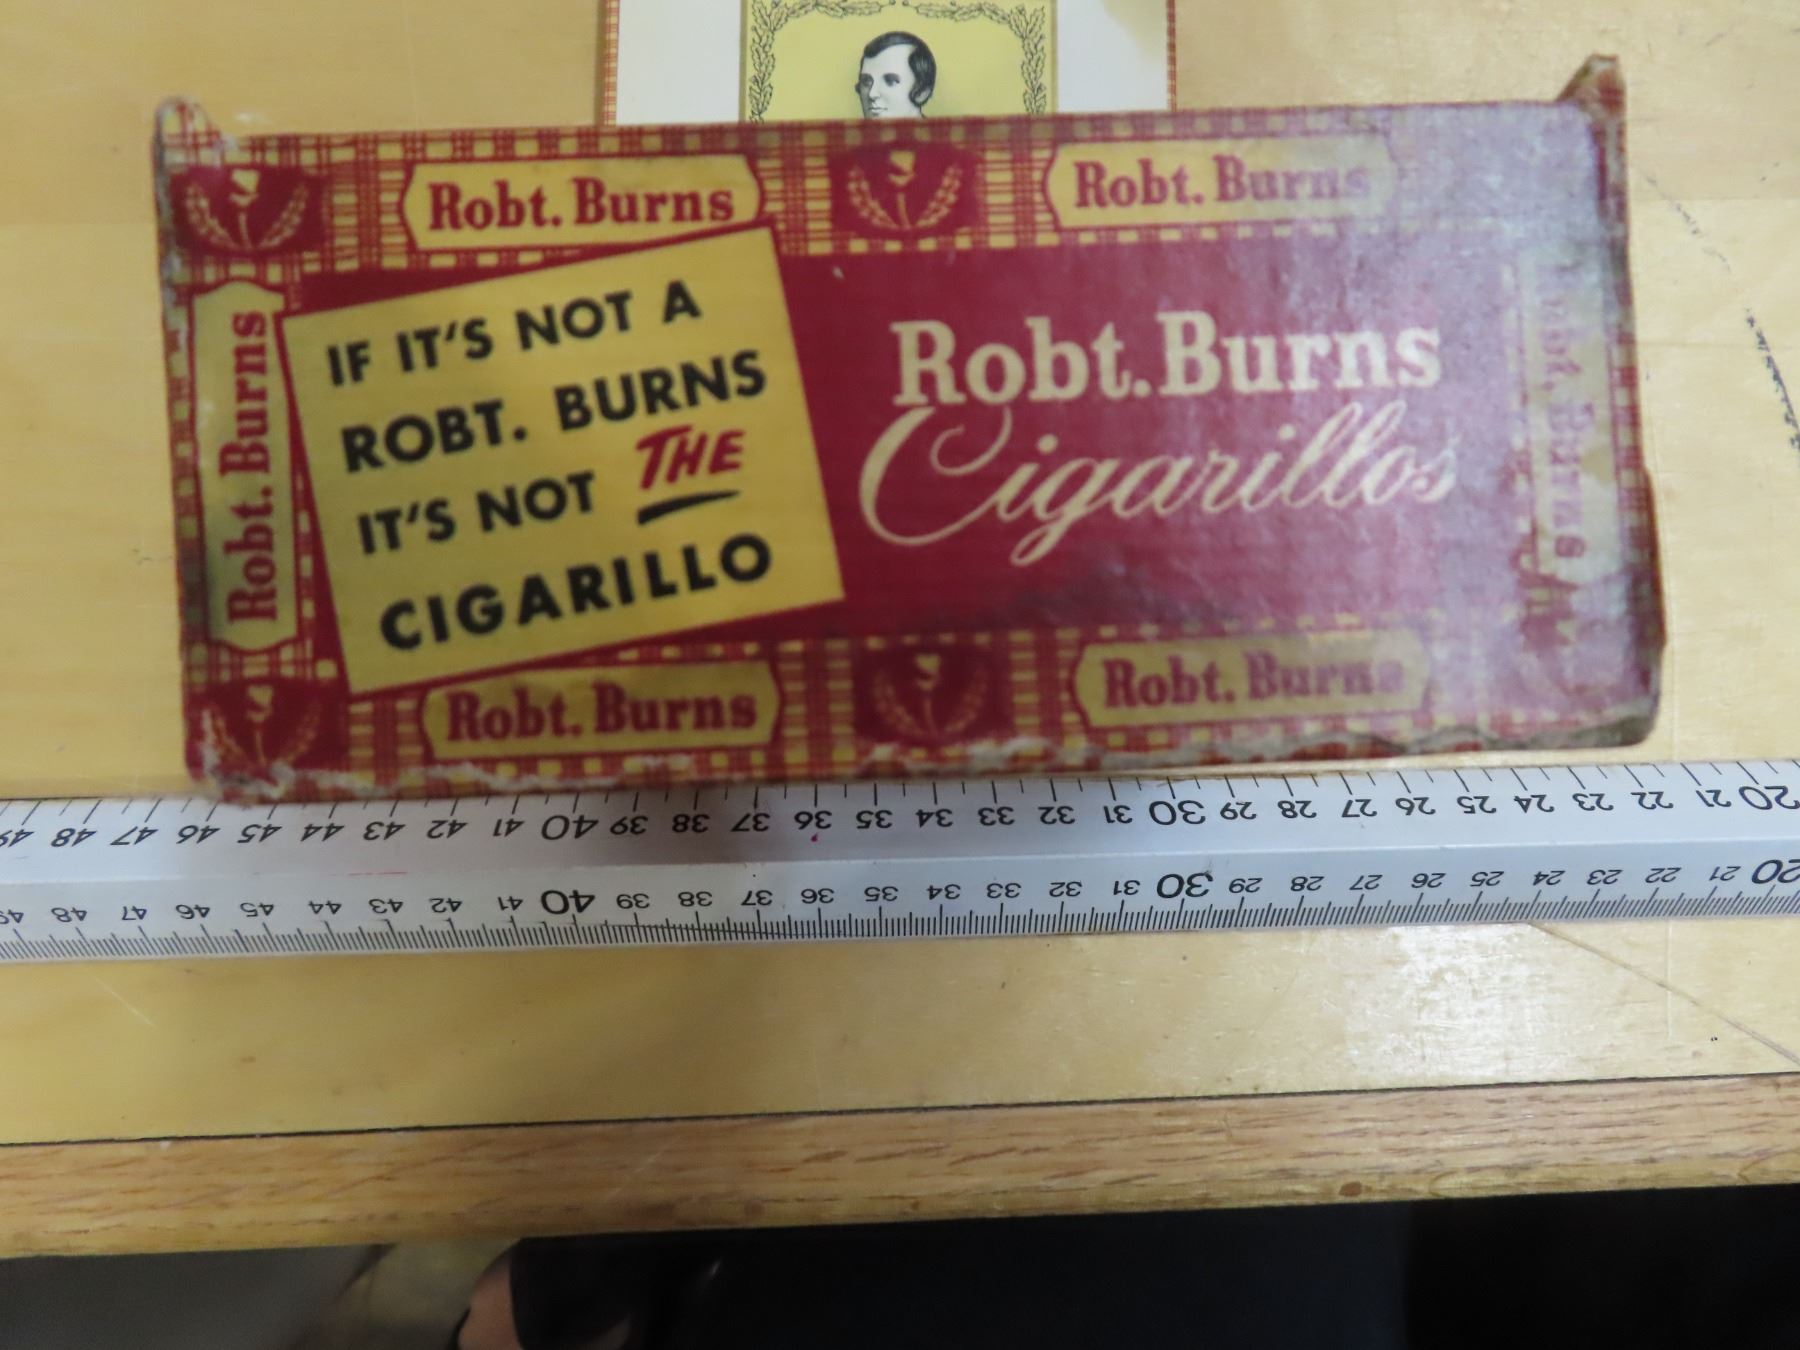 Robt. Burns
Robt. Burns
Robt. Burns
IF IT'S NOT A
ROBT. BURNS
IT'S NOT THE
CIGARILLO
Robt. Burns
Cigarillos
Robt. Burns
Robt. Burns
Robt. Burns
49 48 47 46 45 44 43 42 41 40 39 38 37 36 35 34 33 32 31 30 29 28 27 26 25 24 23 22 21 20
49 48 47 46 45 44 43 42 41 40 39 38 37 36 35 34 33 32 31 30 29 28 27 26 25 24 23 22 21 20